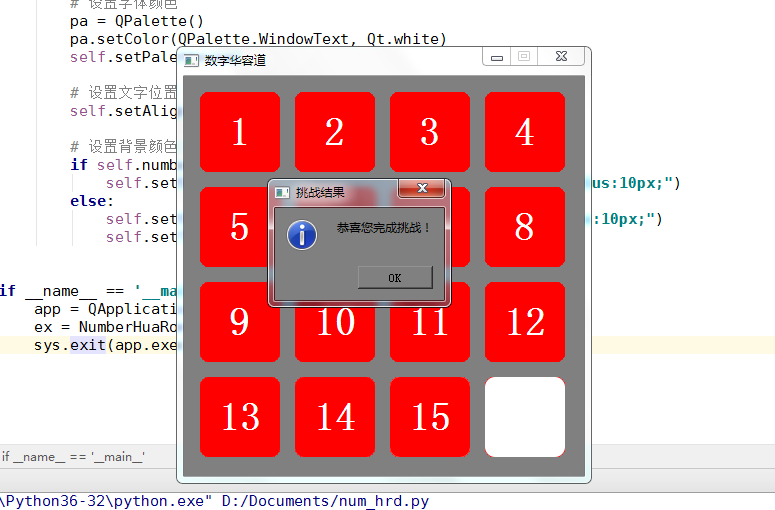 # 设置字体颜色
pa = QPalette()
pa.setColor(QPalette.WindowText, Qt.white)
self.setPale
数字华容道
# 设置文字位置
self.setAlig
# 设置背景颜色
if self.numb
self.set
us:10px;")
else:
self.set
:10px;")
self.set
1 2 3 4
挑战结果
5 8
恭喜您完成挑战！
OK
if __name__ == '__ma
app = QApplication
ex = NumberHuaRo
sys.exit(app.exe
9 10 11 12
13 14 15
if __name__ == '__main__'
\Python36-32\python.exe" D:/Documents/num_hrd.py